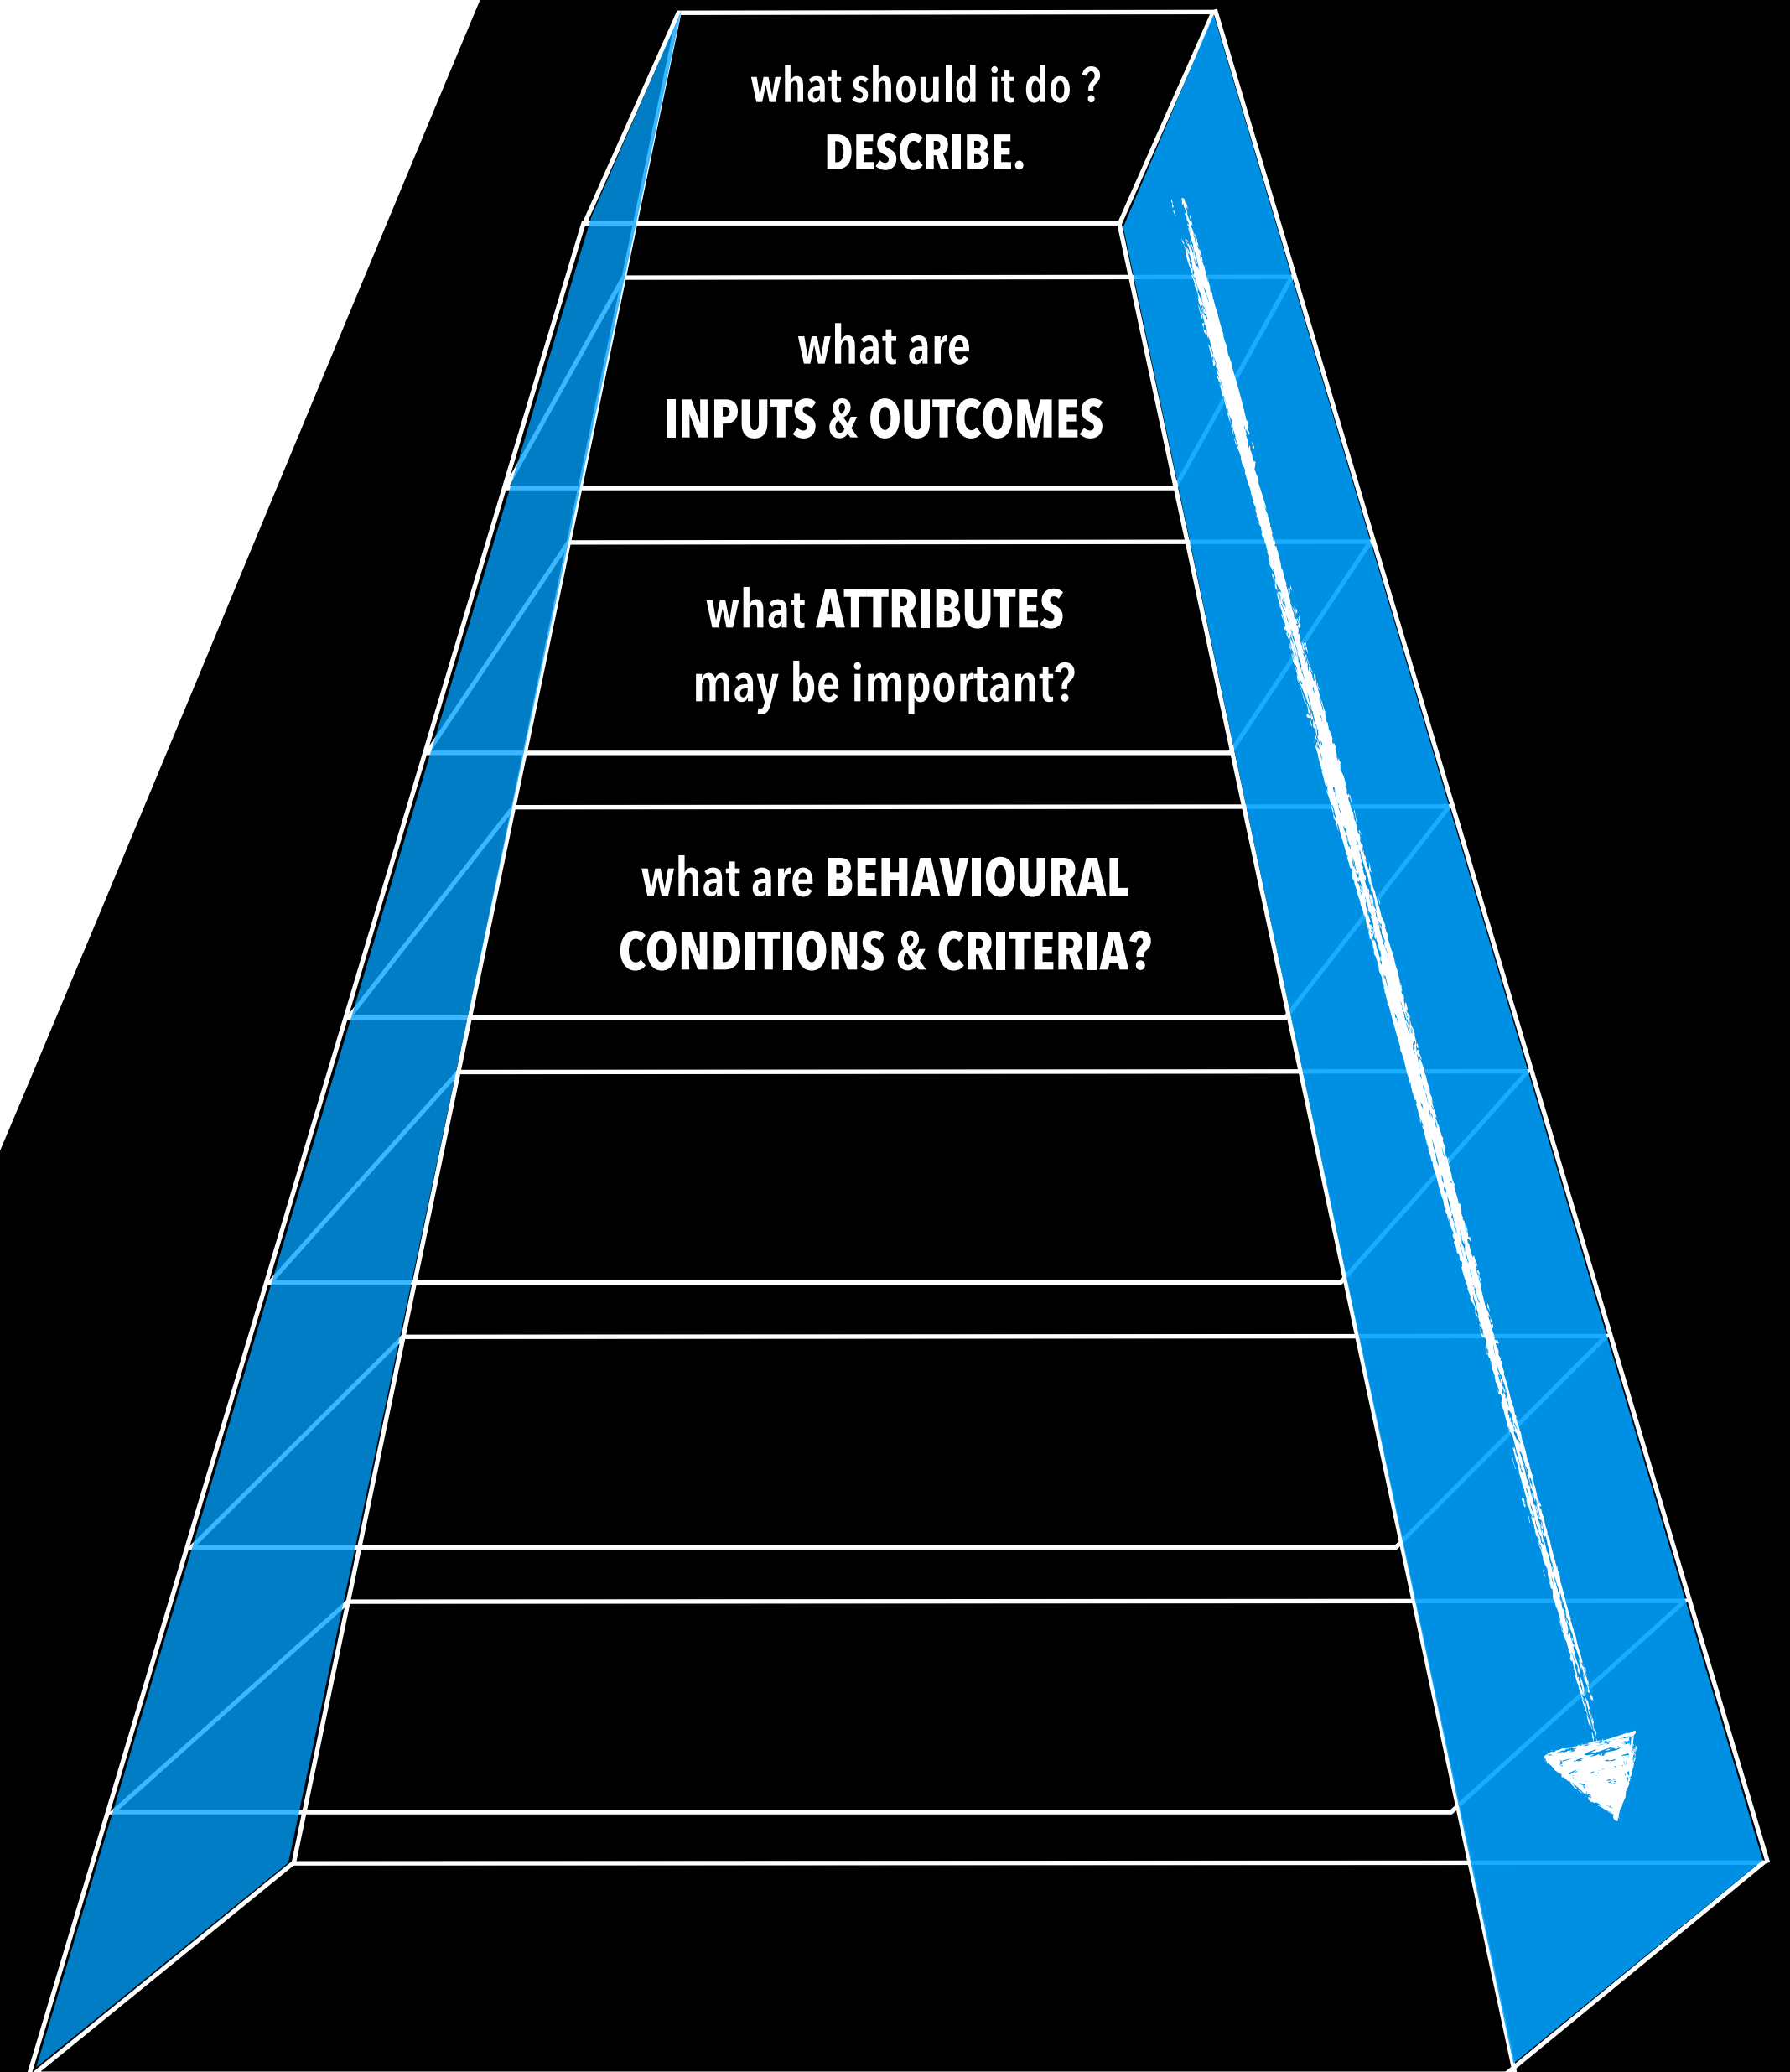 what should it do ?
DESCRIBE.
what are
INPUTS & OUTCOMES
what ATTRIBUTES
may be important?
what are BEHAVIOURAL
CONDITIONS & CRITERIA?